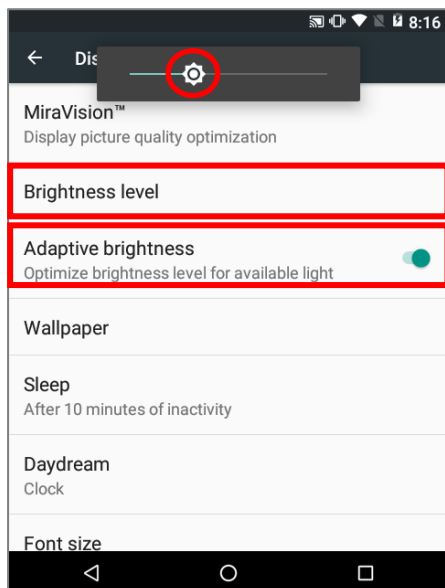 8:16
Dis
MiraVision™
Display picture quality optimization
Brightness level
Adaptive brightness
Optimize brightness level for available light
Wallpaper
Sleep
After 10 minutes of inactivity
Daydream
Clock
Font size